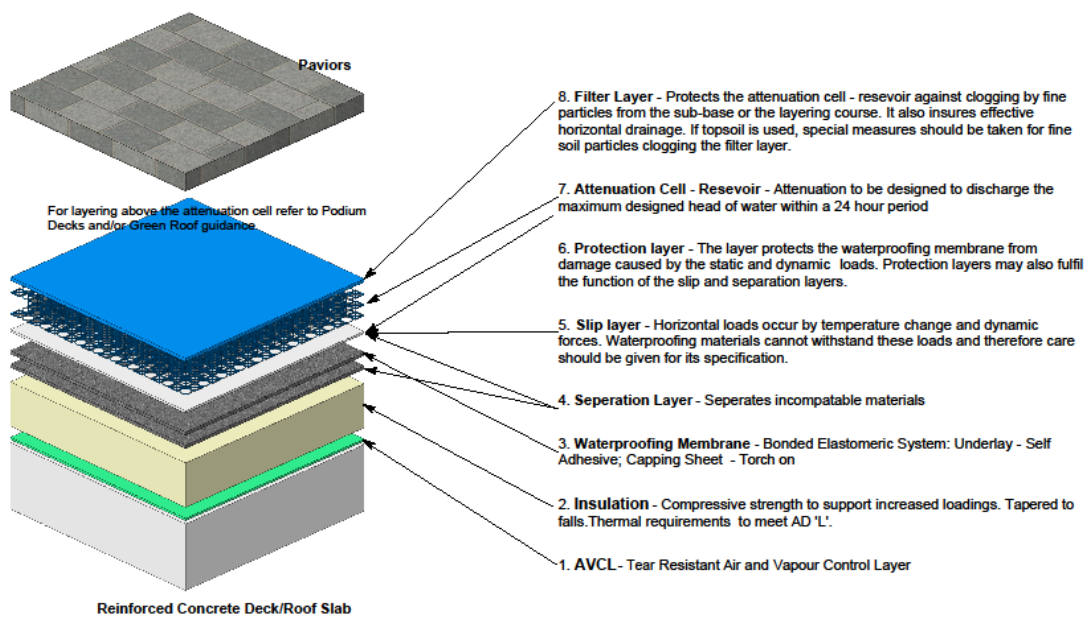 Paviors
For layering above the attenuation cell refer to Podium
Decks and/or Green Roof guidance
Reinforced Concrete Deck/Roof Slab
8. Filter Layer - Protects the attenuation cell - resevoir against clogging by fine
particles from the sub-base or the layering course. It also insures effective
horizontal drainage. If topsoil is used, special measures should be taken for fine
soil particles clogging the filter layer.
7. Attenuation Cell - Resevoir - Attenuation to be designed to discharge the
maximum designed head of water within a 24 hour period
6. Protection layer - The layer protects the waterproofing membrane from
damage caused by the static and dynamic loads. Protection layers may also fulfil
the function of the slip and separation layers.
5. Slip layer - Horizontal loads occur by temperature change and dynamic
forces. Waterproofing materials cannot withstand these loads and therefore care
should be given for its specification.
4. Seperation Layer - Seperates incompatable materials
3. Waterproofing Membrane - Bonded Elastomeric System: Underlay - Self
Adhesive; Capping Sheet - Torch on
2. Insulation - Compressive strength to support increased loadings. Tapered to
falls.Thermal requirements to meet AD 'L'.
1. AVCL- Tear Resistant Air and Vapour Control Layer